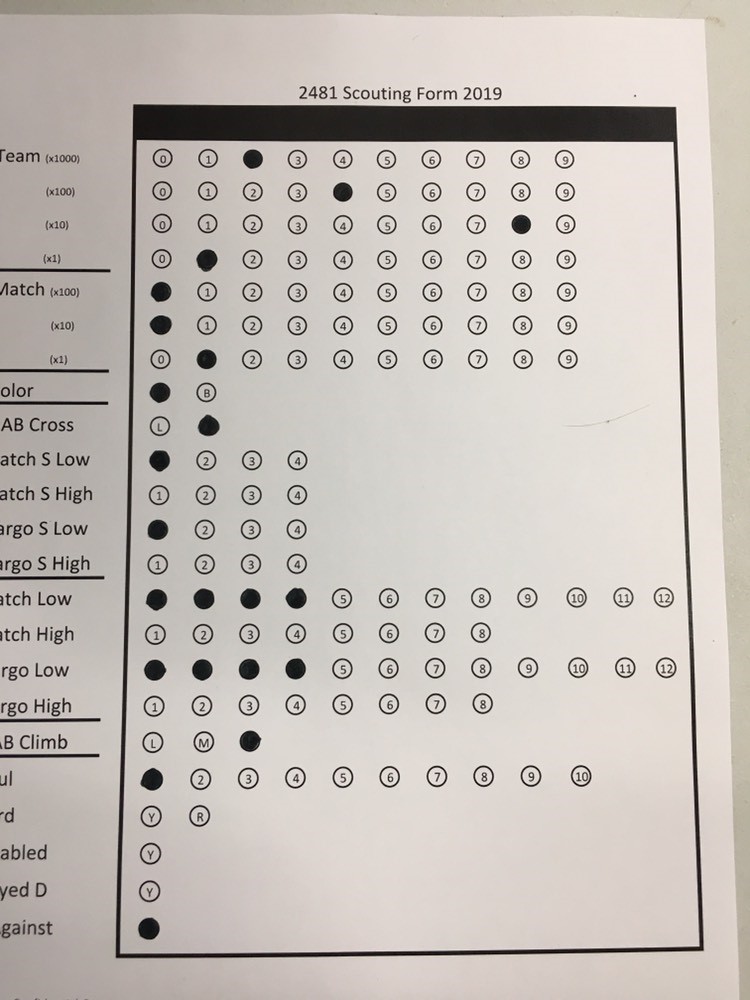 2481 Scouting Form 2019
Team (x1000) 0 1 3 4 5 6 7 8 9
(x100) 0 1 2 3 5 6 7 8 9
(x10) 0 1 2 3 4 5 6 7 9
(x1) 0 2 3 4 5 6 7 8 9
Match (x100) 1 2 3 4 5 6 7 8 9
(x10) 1 2 3 4 5 6 7 8 9
(x1) 0 2 3 4 5 6 7 8 9
olor B
AB Cross L
atch S Low 2 3 4
atch S High 1 2 3 4
argo S Low 2 3 4
argo S High 1 2 3 4
atch Low 5 6 7 8 9 10 11 12
atch High 1 2 3 4 5 6 7 8
rgo Low 5 6 7 8 9 10 11 12
rgo High 1 2 3 4 5 6 7 8
AB Climb L M
ul 2 3 4 5 6 7 8 9 10
rd Y R
abled Y
yed D Y
gainst